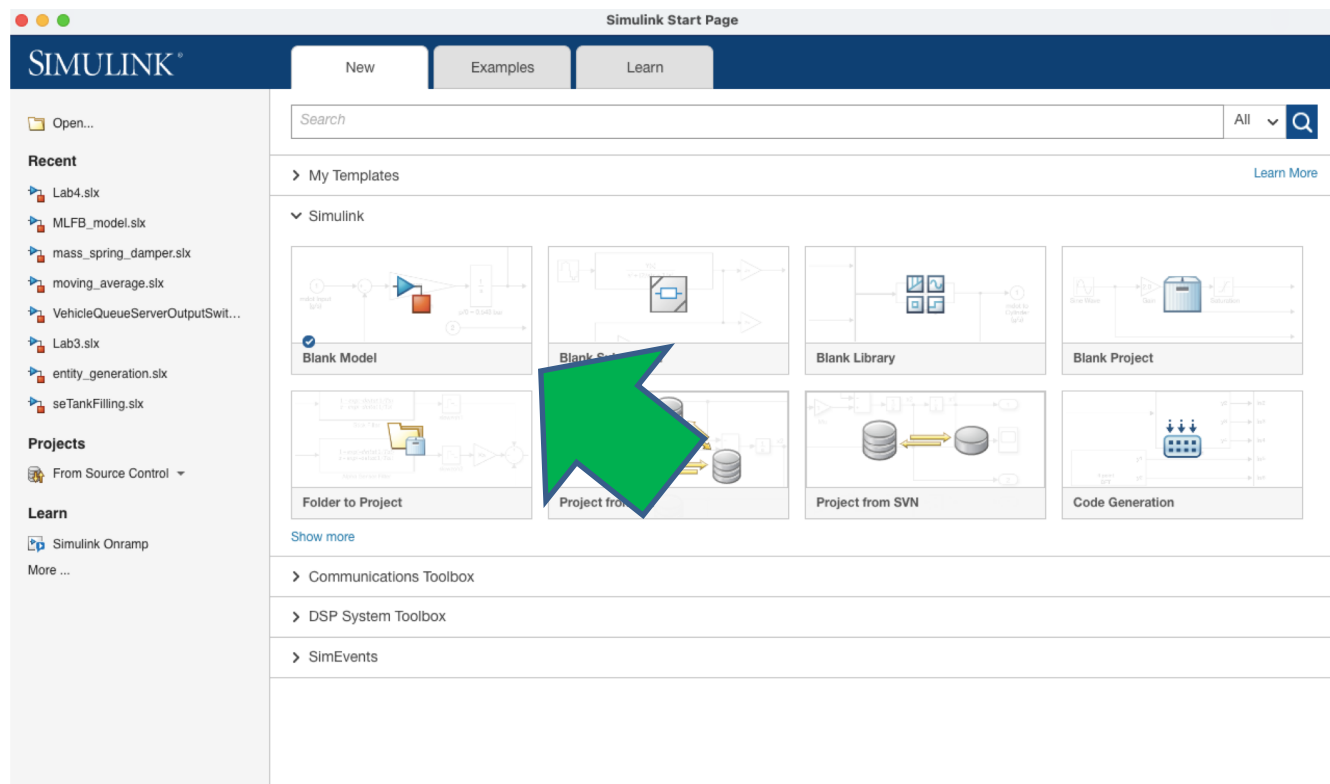 Simulink Start Page
SIMULINK®
New
Examples
Learn
Open...
Recent
Lab4.slx
MLFB_model.slx
mass_spring_damper.slx
moving_average.slx
VehicleQueueServerOutputSwit...
Lab3.slx
entity_generation.slx
seTankFilling.slx
Projects
From Source Control
Learn
Simulink Onramp
More ...
Search
All
My Templates
Learn More
Simulink
Blank Model
Blank
Blank Library
Blank Project
Folder to Project
Project
Project from SVN
Code Generation
Show more
Communications Toolbox
DSP System Toolbox
SimEvents